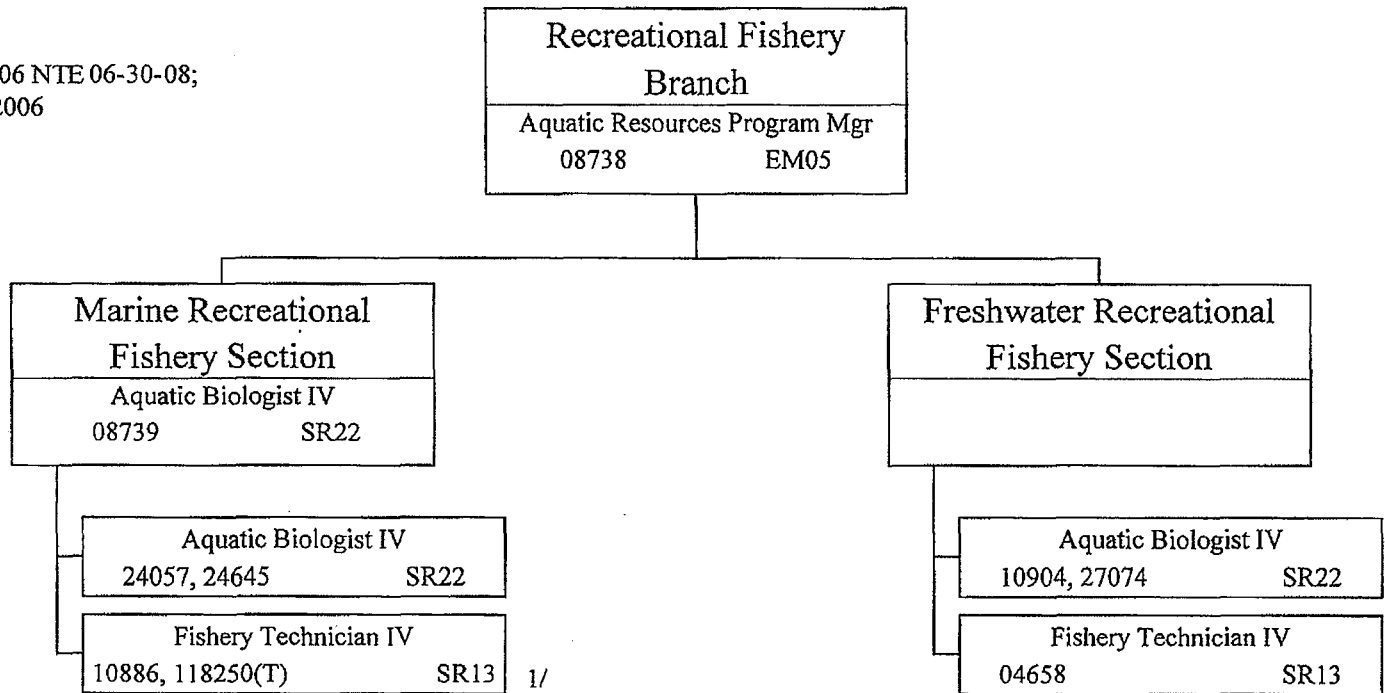 06 NTE 06-30-08;
2006
Recreational Fishery
Branch
Aquatic Resources Program Mgr
08738 EM05
Marine Recreational
Fishery Section
Aquatic Biologist IV
08739 SR22
Aquatic Biologist IV
24057, 24645 SR22
Fishery Technician IV
10886, 118250(T) SR13 1/
Freshwater Recreational
Fishery Section
Aquatic Biologist IV
10904, 27074 SR22
Fishery Technician IV
04658 SR13